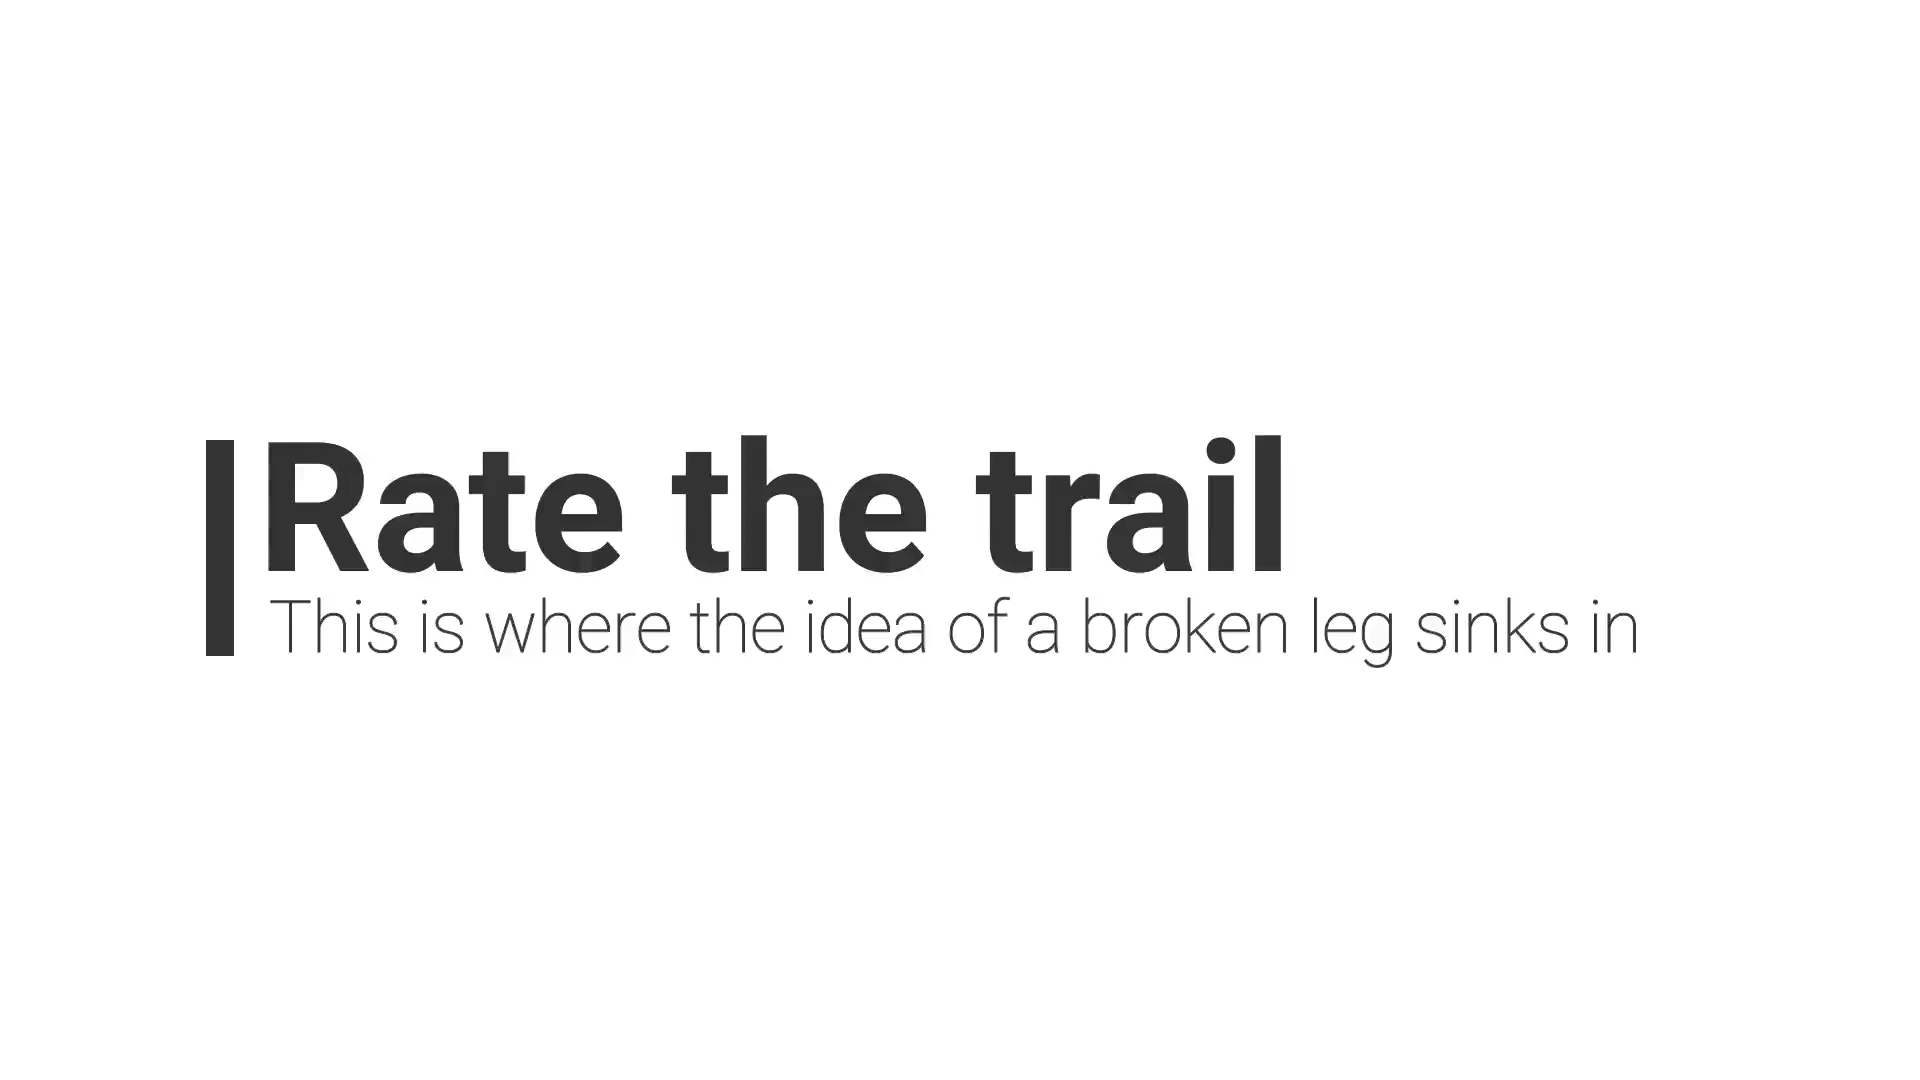 Rate the trail
This is where the idea of a broken leg sinks in